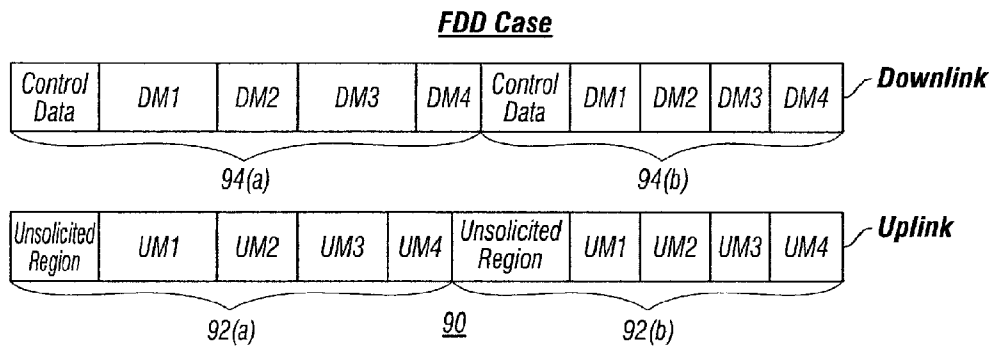 FDD Case
Control Data DM1 DM2 DM3 DM4 Control Data DM1 DM2 DM3 DM4 Downlink
94(a) 94(b)
Unsolicited Region UM1 UM2 UM3 UM4 Unsolicited Region UM1 UM2 UM3 UM4 Uplink
92(a) 90 92(b)